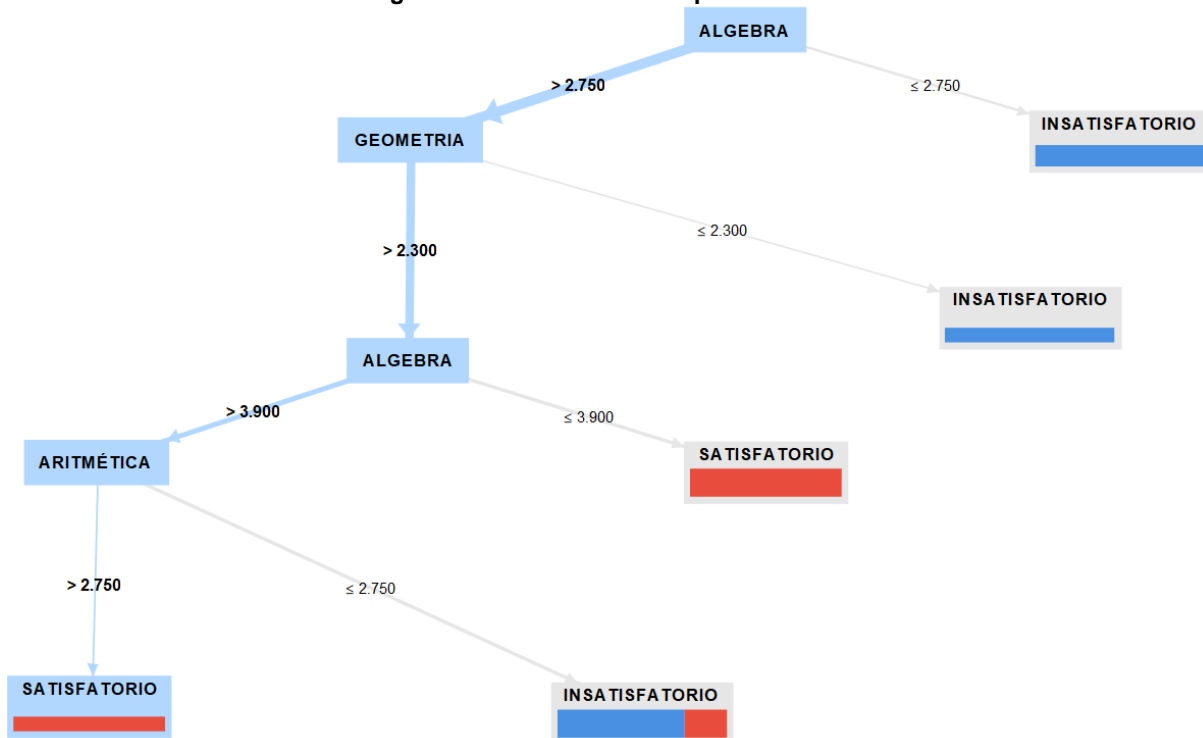 ALGEBRA
> 2.750
≤ 2.750
INSATISFATORIO
GEOMETRIA
> 2.300
≤ 2.300
INSATISFATORIO
ALGEBRA
> 3.900
≤ 3.900
SATISFATORIO
ARITMÉTICA
> 2.750
≤ 2.750
SATISFATORIO
INSATISFATORIO